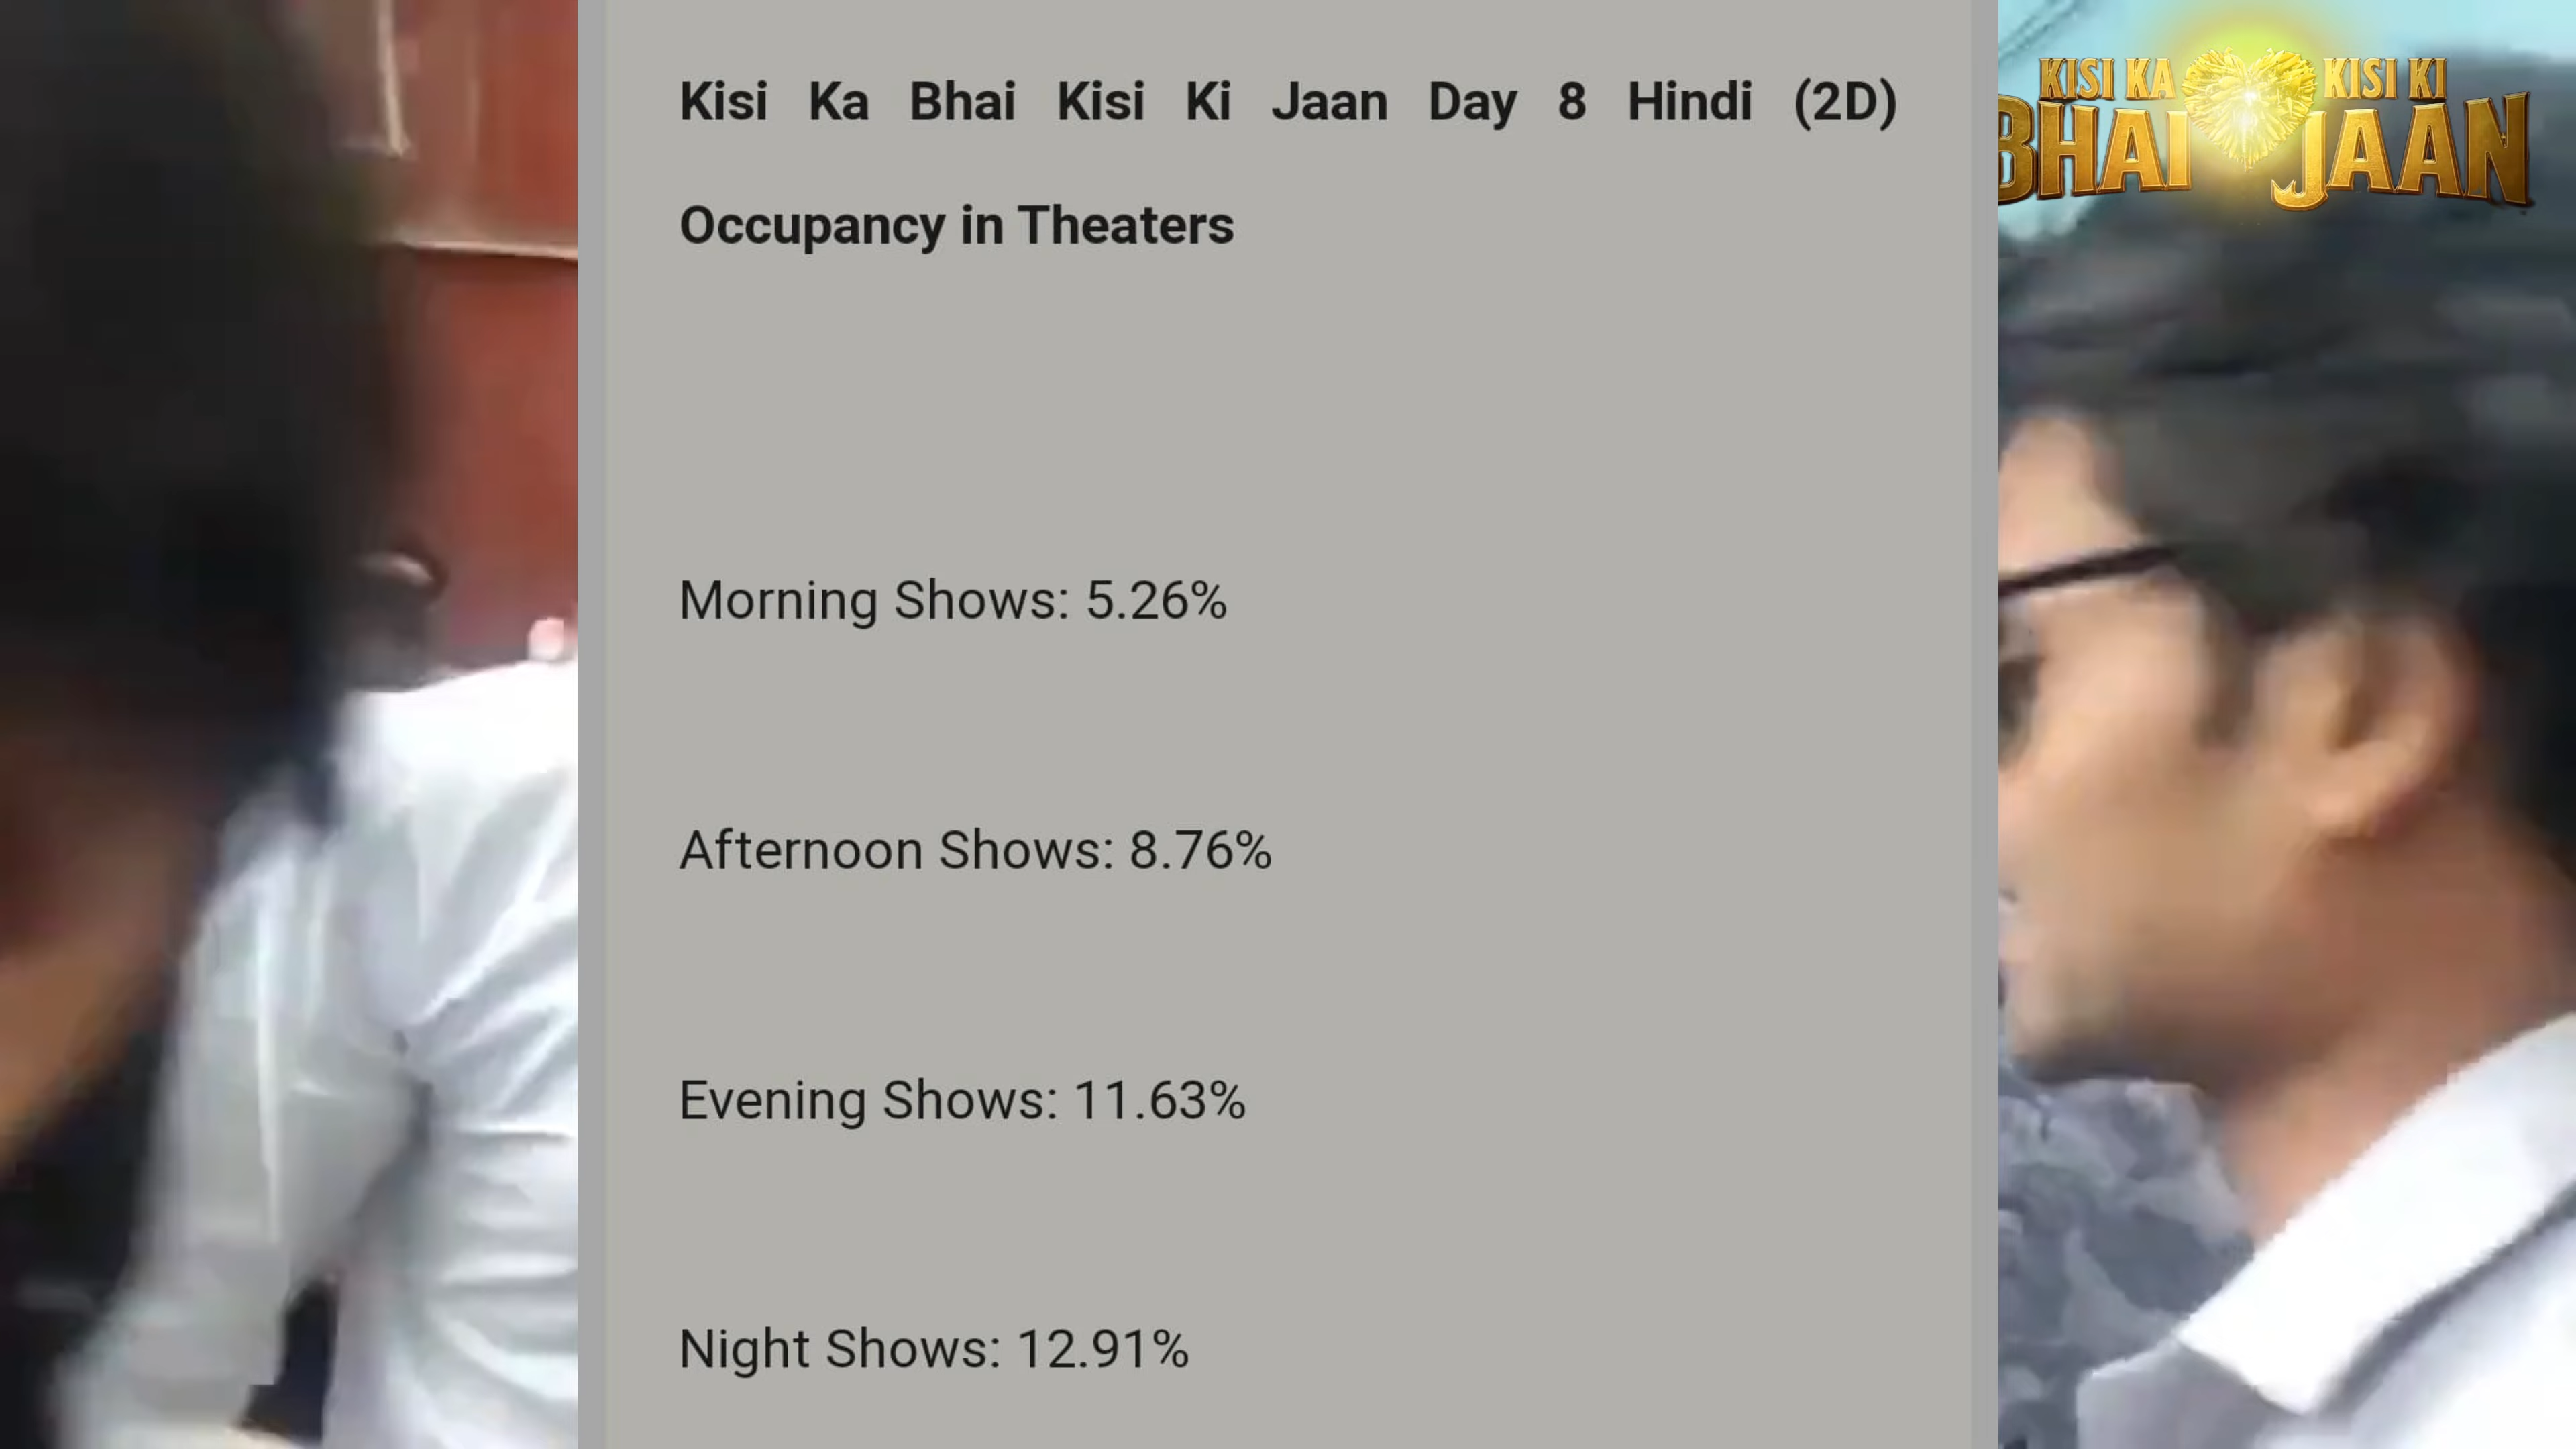 Kisi Ka Bhai Kisi Ki Jaan Day 8 Hindi (2D)
Occupancy in Theaters
Morning Shows: 5.26%
Afternoon Shows: 8.76%
Evening Shows: 11.63%
Night Shows: 12.91%
KISI KA KISI KI
BHAI JAAN